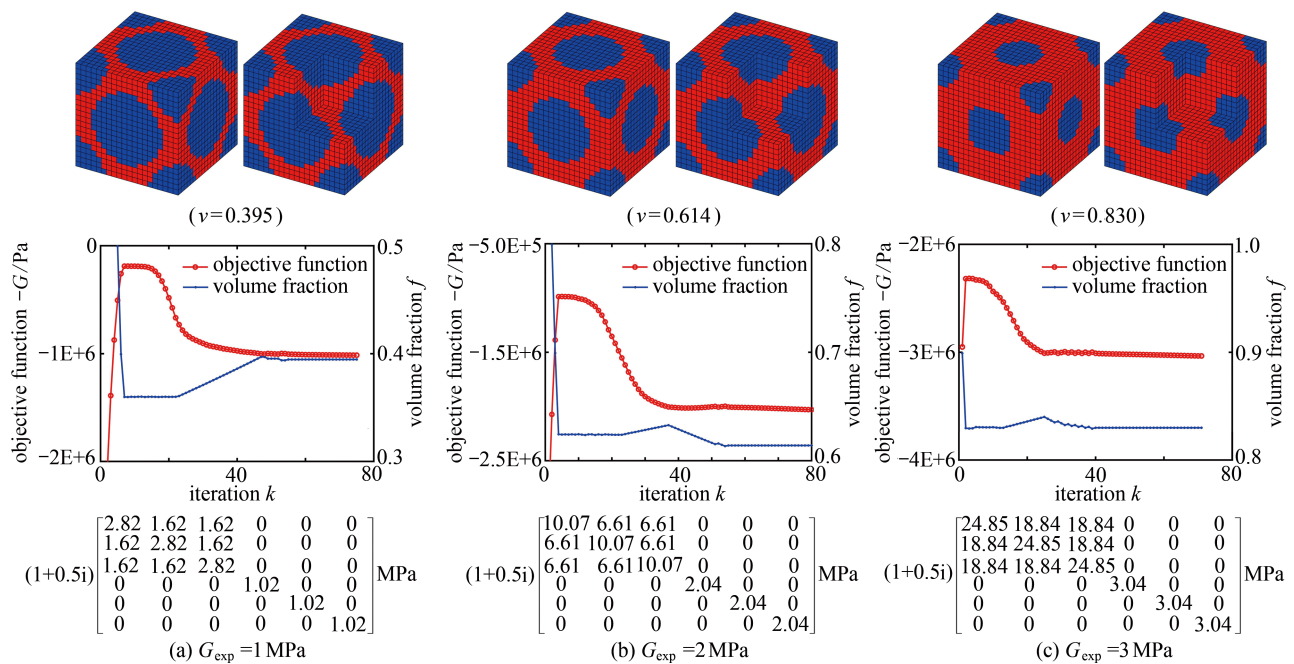 (v=0.395)
(v=0.614)
(v=0.830)
objective function −G/Pa
0
−1E+6
−2E+6
objective function
volume fraction
0.5
0.4
0.3
volume fraction f
0
20
40
60
80
iteration k
objective function −G/Pa
−5.0E+5
−1.5E+6
−2.5E+6
objective function
volume fraction
0.8
0.7
0.6
volume fraction f
0
20
40
60
80
iteration k
objective function −G/Pa
−2E+6
−3E+6
−4E+6
objective function
volume fraction
1.0
0.9
0.8
volume fraction f
0
20
40
60
80
iteration k
(1+0.5i)
2.82 1.62 1.62 0 0 0
1.62 2.82 1.62 0 0 0
1.62 1.62 2.82 0 0 0
0 0 0 1.02 0 0
0 0 0 0 1.02 0
0 0 0 0 0 1.02
MPa
(a) Gexp =1 MPa
(1+0.5i)
10.07 6.61 6.61 0 0 0
6.61 10.07 6.61 0 0 0
6.61 6.61 10.07 0 0 0
0 0 0 2.04 0 0
0 0 0 0 2.04 0
0 0 0 0 0 2.04
MPa
(b) Gexp =2 MPa
(1+0.5i)
24.85 18.84 18.84 0 0 0
18.84 24.85 18.84 0 0 0
18.84 18.84 24.85 0 0 0
0 0 0 3.04 0 0
0 0 0 0 3.04 0
0 0 0 0 0 3.04
MPa
(c) Gexp =3 MPa